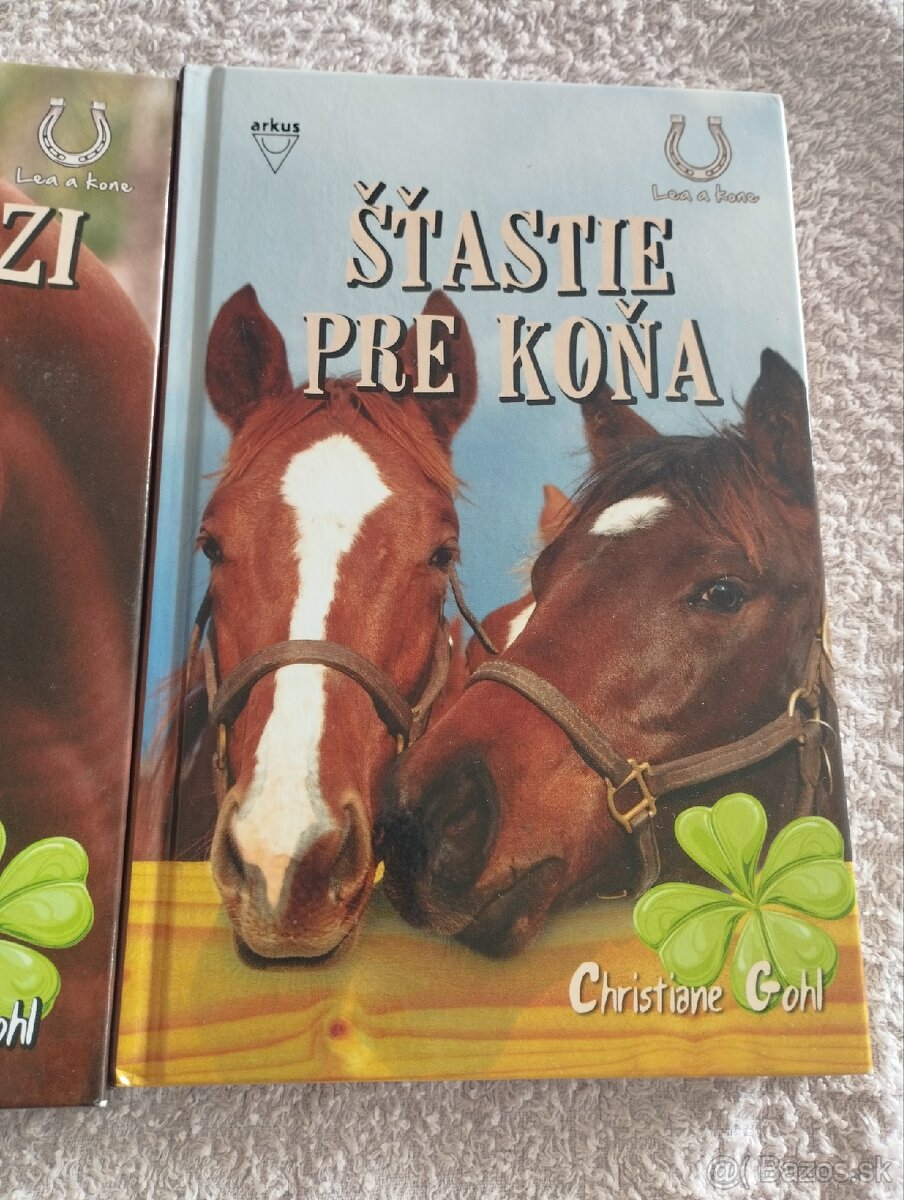 Lea a kone
ZI
ohl
arkus
Lea a kone
ŠŤASTIE
PRE KOŇA
Christiane Gohl
@ Bazos.sk